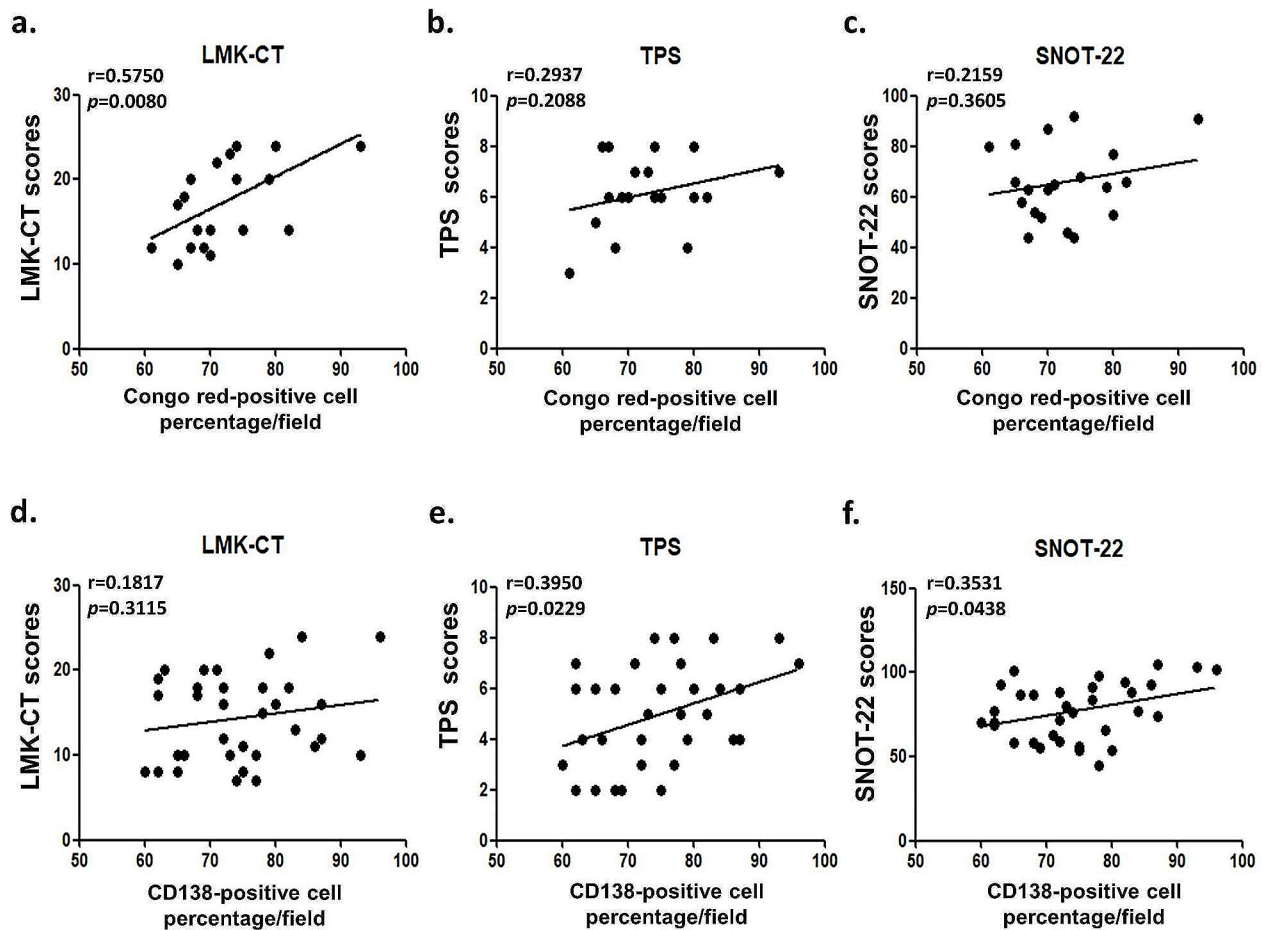 a.
LMK-CT
r=0.5750
p=0.0080
30
20
10
0
LMK-CT scores
50 60 70 80 90 100
Congo red-positive cell
percentage/field
b.
TPS
r=0.2937
p=0.2088
10
8
6
4
2
0
TPS scores
50 60 70 80 90 100
Congo red-positive cell
percentage/field
c.
SNOT-22
r=0.2159
p=0.3605
100
80
60
40
20
0
SNOT-22 scores
50 60 70 80 90 100
Congo red-positive cell
percentage/field
d.
LMK-CT
r=0.1817
p=0.3115
30
20
10
0
LMK-CT scores
50 60 70 80 90 100
CD138-positive cell
percentage/field
e.
TPS
r=0.3950
p=0.0229
10
8
6
4
2
0
TPS scores
50 60 70 80 90 100
CD138-positive cell
percentage/field
f.
SNOT-22
r=0.3531
p=0.0438
150
100
50
0
SNOT-22 scores
50 60 70 80 90 100
CD138-positive cell
percentage/field